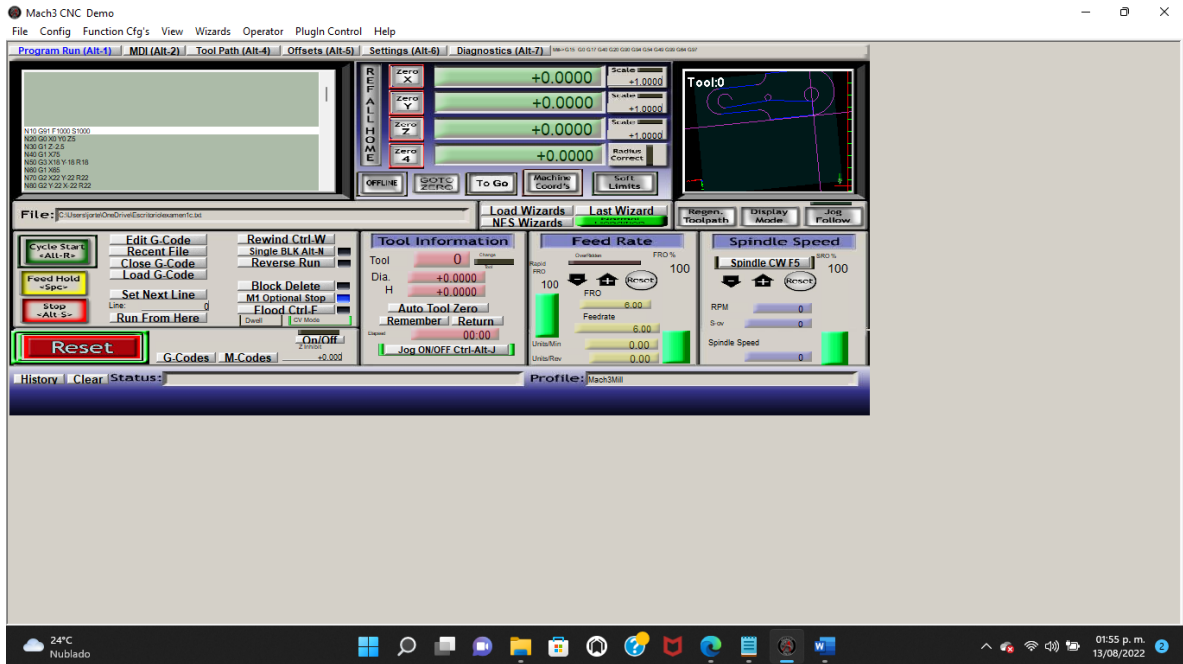 Mach3 CNC Demo
File Config Function Cfg's View Wizards Operator PlugIn Control Help
Program Run (Alt-1) MDI (Alt-2) Tool Path (Alt-4) Offsets (Alt-5) Settings (Alt-6) Diagnostics (Alt-7)
REF ALL HOME
Zero X +0.0000 Scale +1.0000
Zero Y +0.0000 Scale +1.0000
Zero Z +0.0000 Scale +1.0000
Zero 4 +0.0000 Radius Correct
Tool:0
N10 G91 F1000 S1000
N20 G0 X0 Y0 Z5
N30 G1 Z-2.5
N40 G1 X75
N50 G3 X18 Y-18 R18
N60 G1 X65
N70 G2 X22 Y-22 R22
N80 G2 Y-22 X-22 R22
OFFLINE GOTO ZERO To Go Machine Coord's Soft Limits
File: C:\Users\jorla\OneDrive\Escritorio\examen1c.txt
Load Wizards Last Wizard
NFS Wizards
Regen. Toolpath Display Mode Jog Follow
Cycle Start <Alt-R>
Feed Hold <Spc>
Stop <Alt-S>
Edit G-Code
Recent File
Close G-Code
Load G-Code
Set Next Line
Line: 0
Run From Here
Rewind Ctrl-W
Single BLK Alt-N
Reverse Run
Block Delete
M1 Optional Stop
Flood Ctrl-F
Dwell CV Mode
Reset
G-Codes M-Codes
On/Off
Z Inhibit
+0.000
Tool Information
Tool 0 Change Tool
Dia. +0.0000
H +0.0000
Auto Tool Zero
Remember Return
Elapsed 00:00
Jog ON/OFF Ctrl-Alt-J
Feed Rate
OverRidden FRO %
Rapid FRO 100
100 Reset
FRO
6.00
Feedrate
6.00
Units/Min 0.00
Units/Rev 0.00
Spindle Speed
Spindle CW F5 SRO %
100
Reset
RPM 0
S-ov 0
Spindle Speed
0
History Clear Status: Profile: Mach3Mill
24°C
Nublado
01:55 p. m.
13/08/2022
2